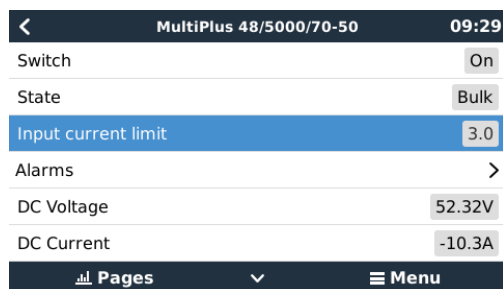 MultiPlus 48/5000/70-50 09:29
Switch On
State Bulk
Input current limit 3.0
Alarms
DC Voltage 52.32V
DC Current -10.3A
Pages Menu